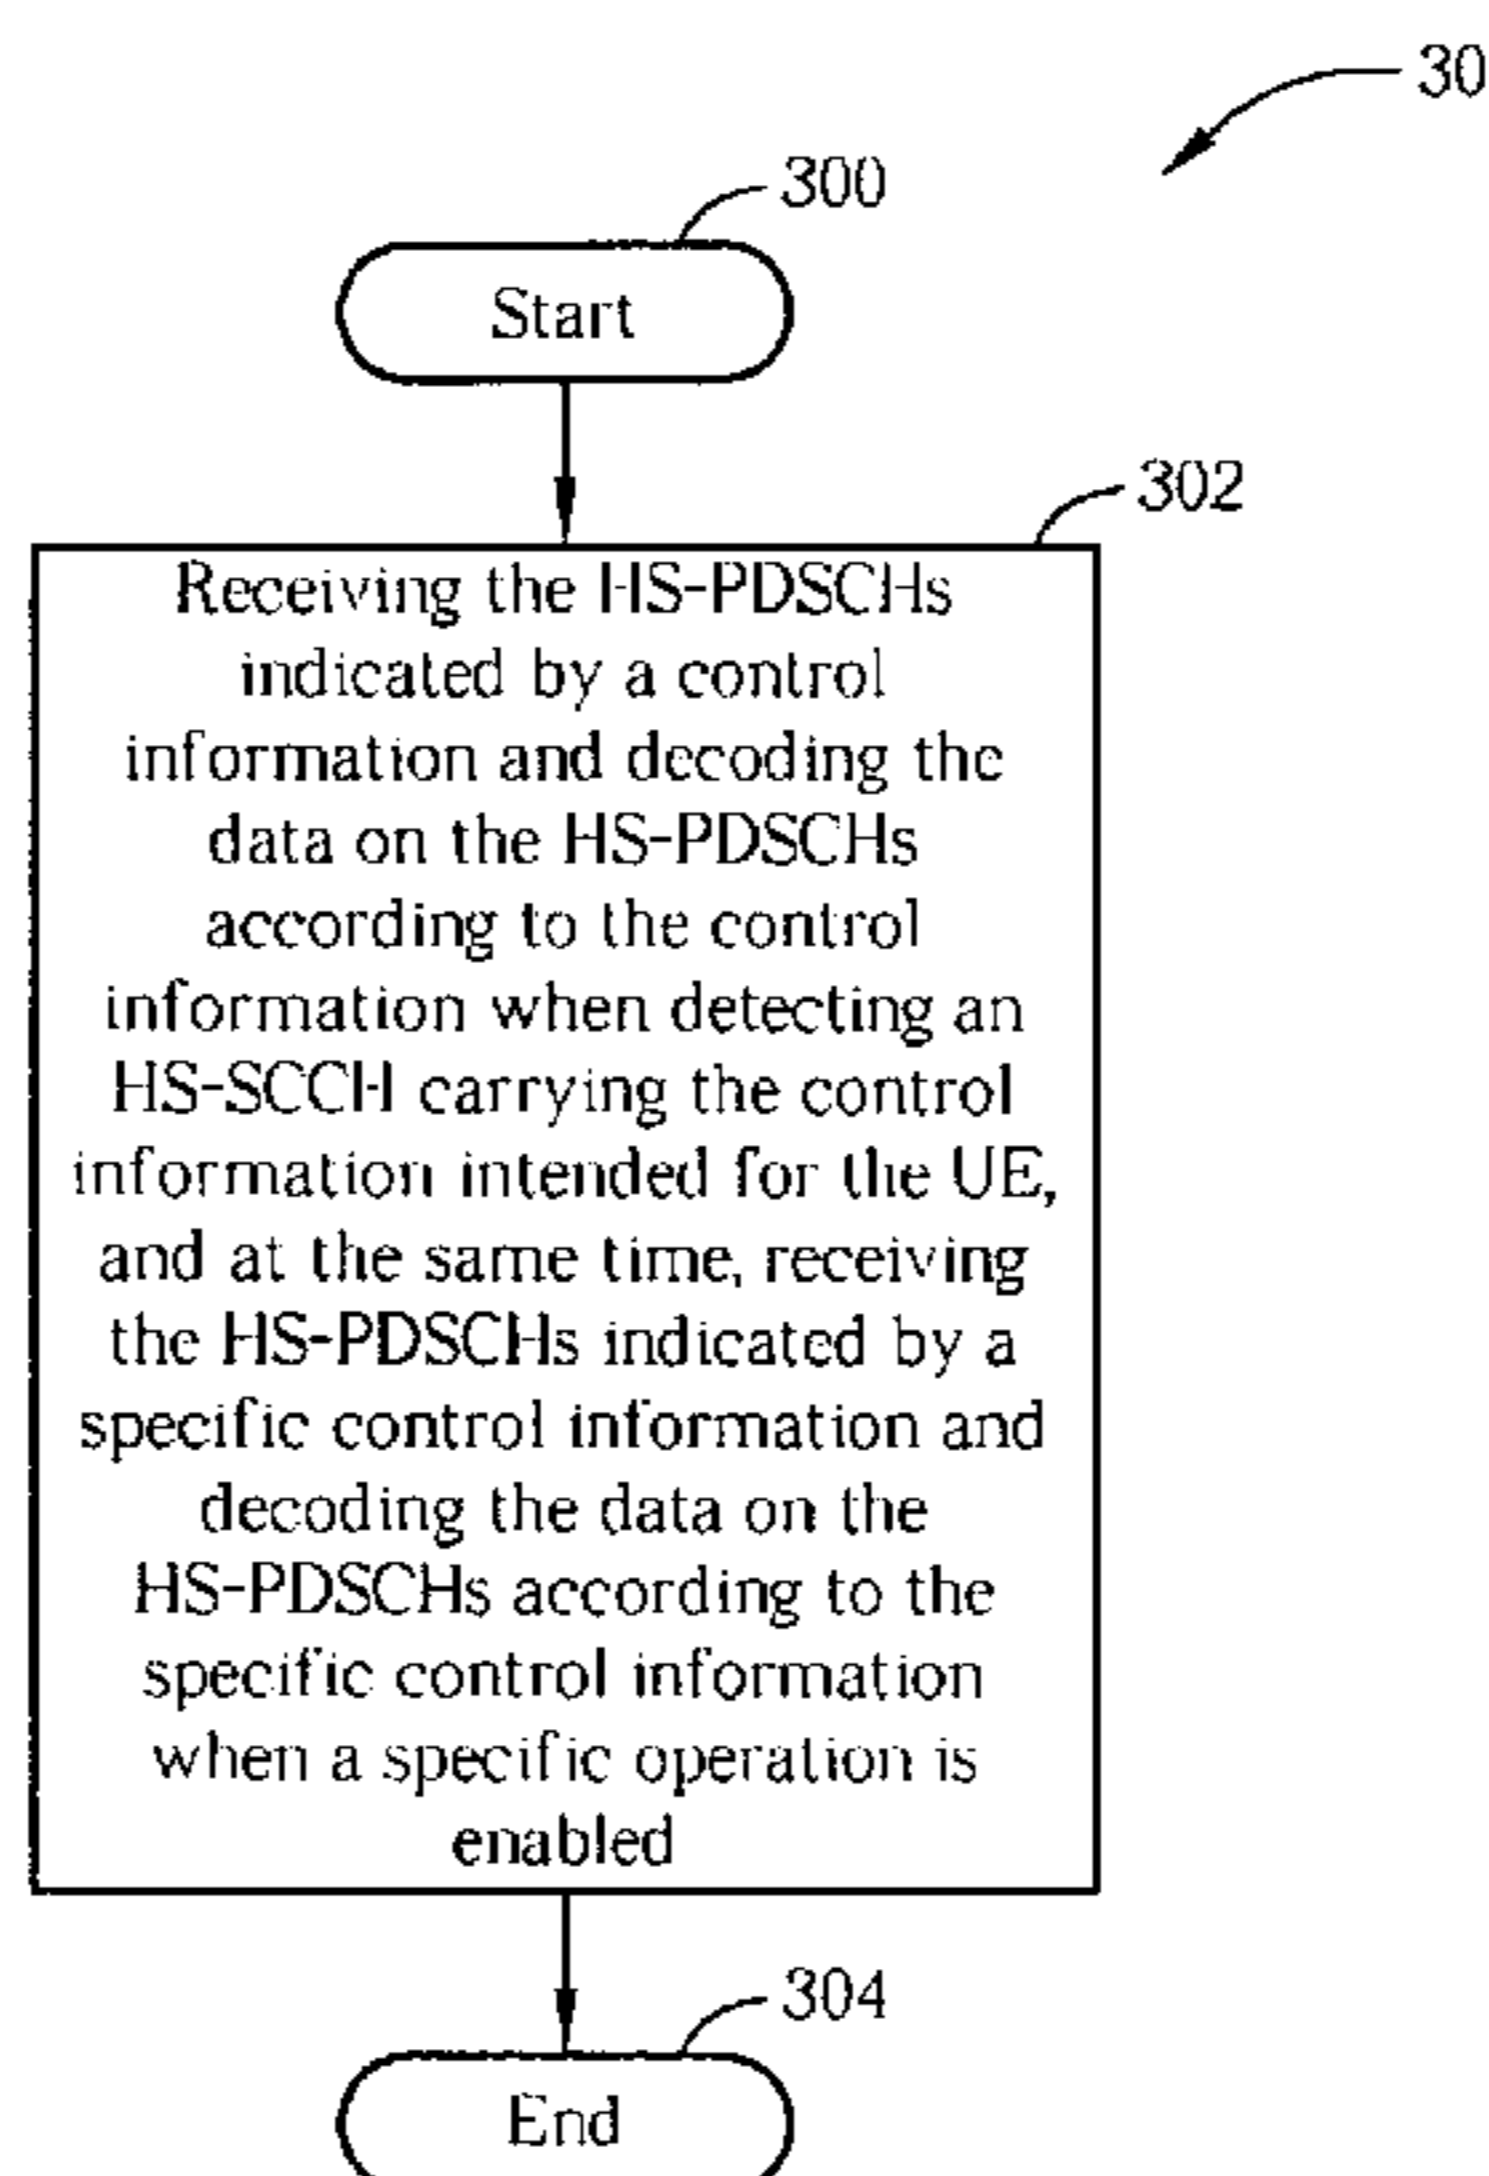 30
300
Start
302
Receiving the HS-PDSCHs
indicated by a control
information and decoding the
data on the HS-PDSCHs
according to the control
information when detecting an
HS-SCCH carrying the control
information intended for the UE,
and at the same time, receiving
the HS-PDSCHs indicated by a
specific control information and
decoding the data on the
HS-PDSCHs according to the
specific control information
when a specific operation is
enabled
304
End